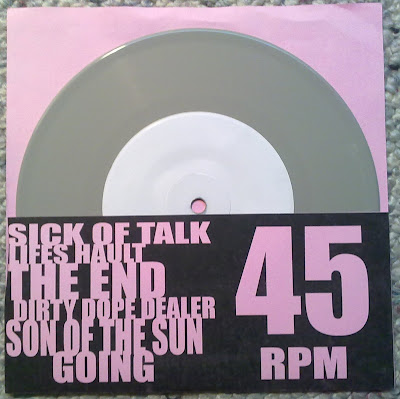 SICK OF TALK
LIFES HAULT
THE END
DIRTY DOPE DEALER
SON OF THE SUN
GOING
45
RPM